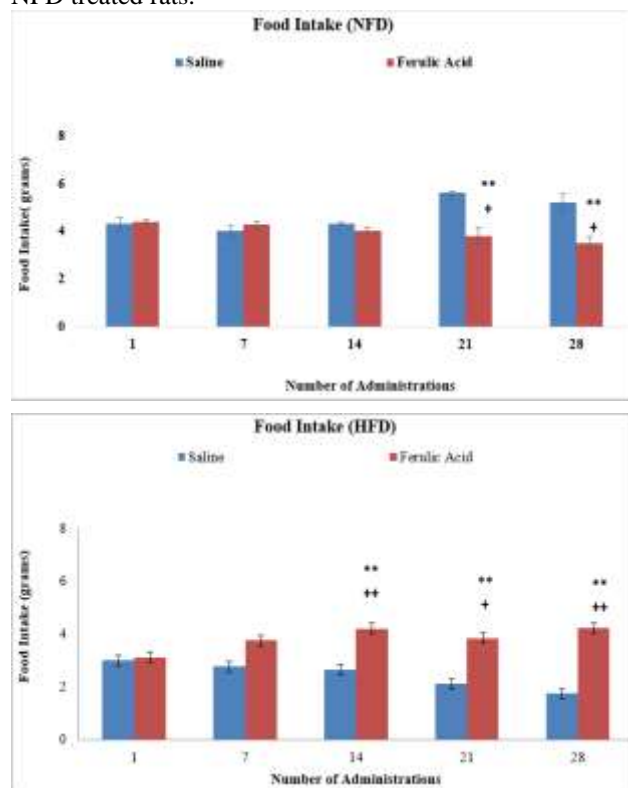 NFD treated rats.
Food Intake (NFD)
Saline Ferulic Acid
Food Intake( grams)
8
6
4
2
0
**
+
**
+
1 7 14 21 28
Number of Administrations
Food Intake (HFD)
Saline Ferulic Acid
Food Intake (grams)
8
6
4
2
0
**
++
**
+
**
++
1 7 14 21 28
Number of Administrations